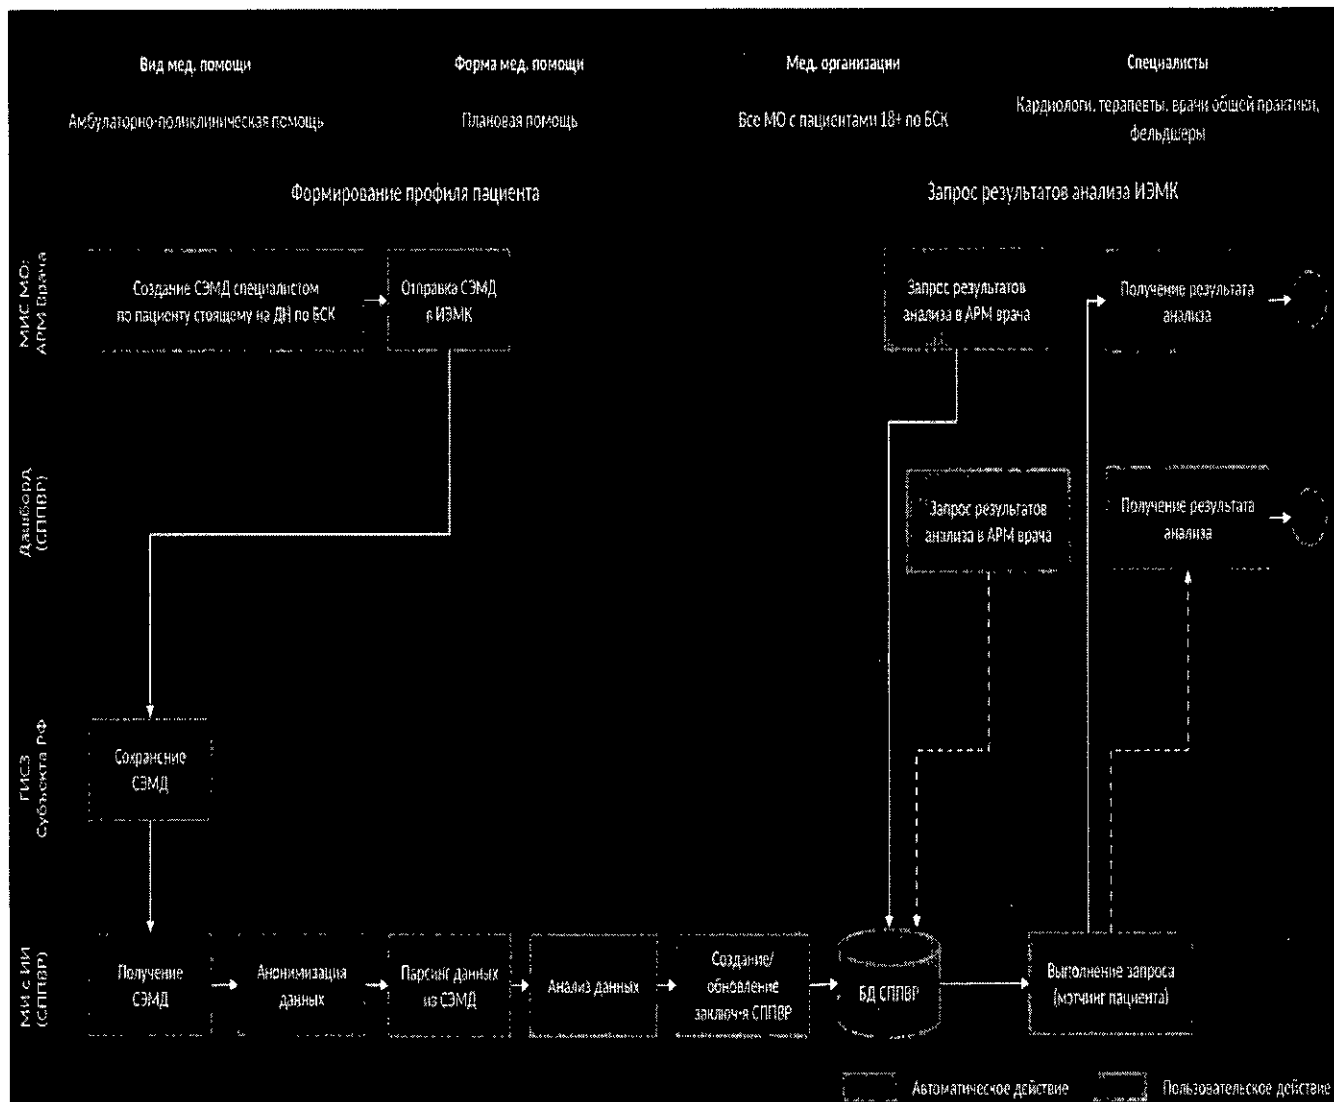 Вид мед. помощи
Форма мед. помощи
Мед. организации
Специалисты
Амбулаторно-поликлиническая помощь
Плановая помощь
Все МО с пациентами 18+ по БСК
Кардиологи, терапевты, врачи общей практики,
фельдшеры
Формирование профиля пациента
Запрос результатов анализа ИЭМК
МИС МО:
АРМ Врача
Создание СЭМД специалистом
по пациенту стоящему на ДН по БСК
Отправка СЭМД
в ИЭМК
Запрос результатов
анализа в АРМ врача
Получение результата
анализа
Дашборд
(СППВР)
Запрос результатов
анализа в АРМ врача
Получение результата
анализа
ГИСЗ
Субъекта РФ
Сохранение
СЭМД
МИ с ИИ
(СППВР)
Получение
СЭМД
Анонимизация
данных
Парсинг данных
из СЭМД
Анализ данных
Создание/
обновление
заключ-я СППВР
БД СППВР
Выполнение запроса
(мэтчинг пациента)
Автоматическое действие
Пользовательское действие